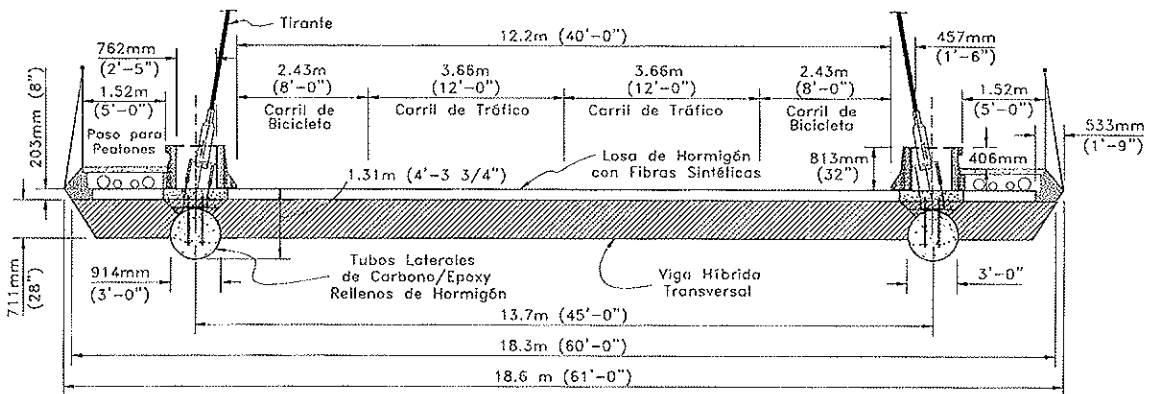 Tirante
12.2m (40'-0")
762mm
(2'-5")
457mm
(1'-6")
2.43m
(8'-0")
Carril de
Bicicleta
3.66m
(12'-0")
Carril de Tráfico
3.66m
(12'-0")
Carril de Tráfico
2.43m
(8'-0")
Carril de
Bicicleta
1.52m
(5'-0")
Paso para
Peatones
1.52m
(5'-0")
203mm (8")
533mm
(1'-9")
813mm
(32")
406mm
Losa de Hormigón
con Fibras Sintélicas
1.31m (4'-3 3/4")
711mm
(28")
914mm
(3'-0")
Tubos Laterales
de Carbono/Epoxy
Rellenos de Hormigón
Viga Híbrida
Transversal
3'-0"
13.7m (45'-0")
18.3m (60'-0")
18.6 m (61'-0")